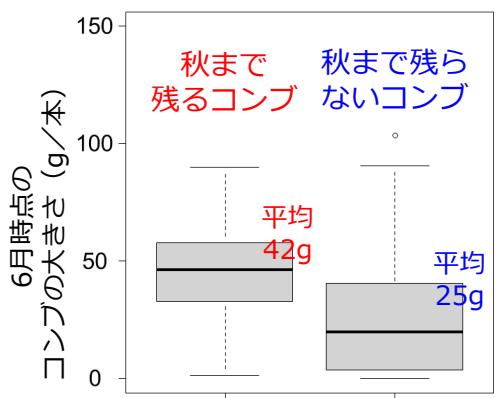 150
100
50
0
6月時点の
コンブの大きさ（g／本）
秋まで
残るコンブ
秋まで残ら
ないコンブ
平均
42g
平均
25g